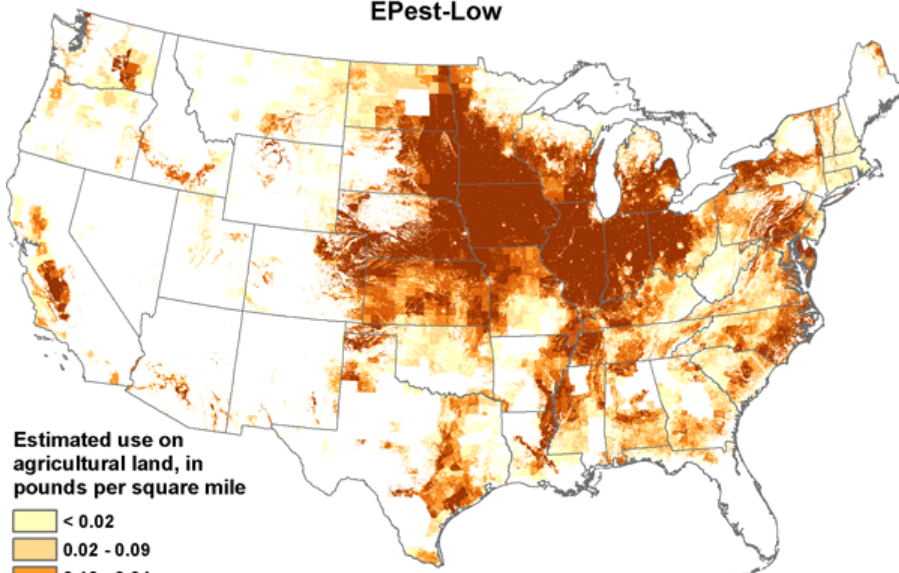 EPest-Low
Estimated use on
agricultural land, in
pounds per square mile
< 0.02
0.02 - 0.09